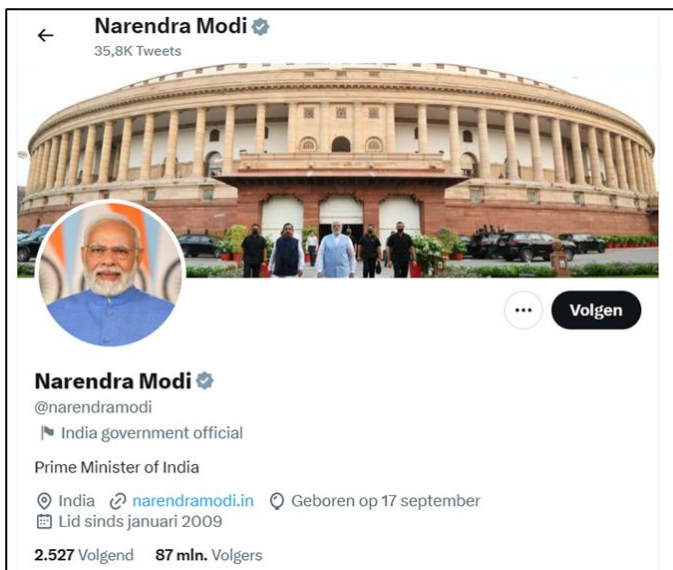 Narendra Modi
35,8K Tweets
Volgen
Narendra Modi
@narendramodi
India government official
Prime Minister of India
India narendramodi.in Geboren op 17 september
Lid sinds januari 2009
2.527 Volgend 87 mln. Volgers